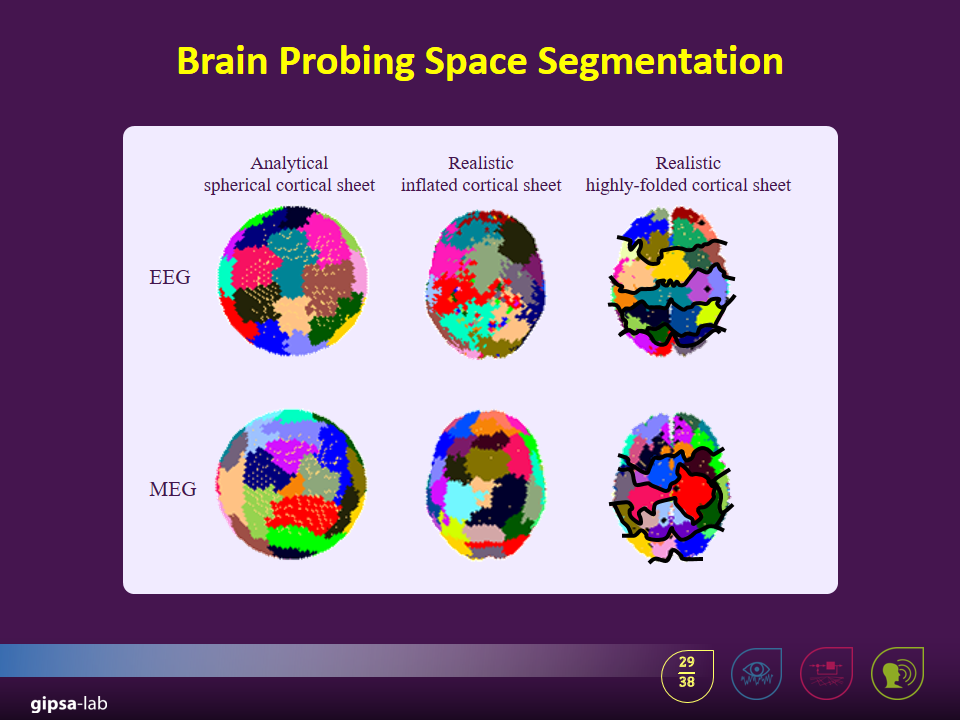 Brain Probing Space Segmentation
Analytical
spherical cortical sheet
Realistic
inflated cortical sheet
Realistic
highly-folded cortical sheet
EEG
MEG
29
38
gipsa-lab